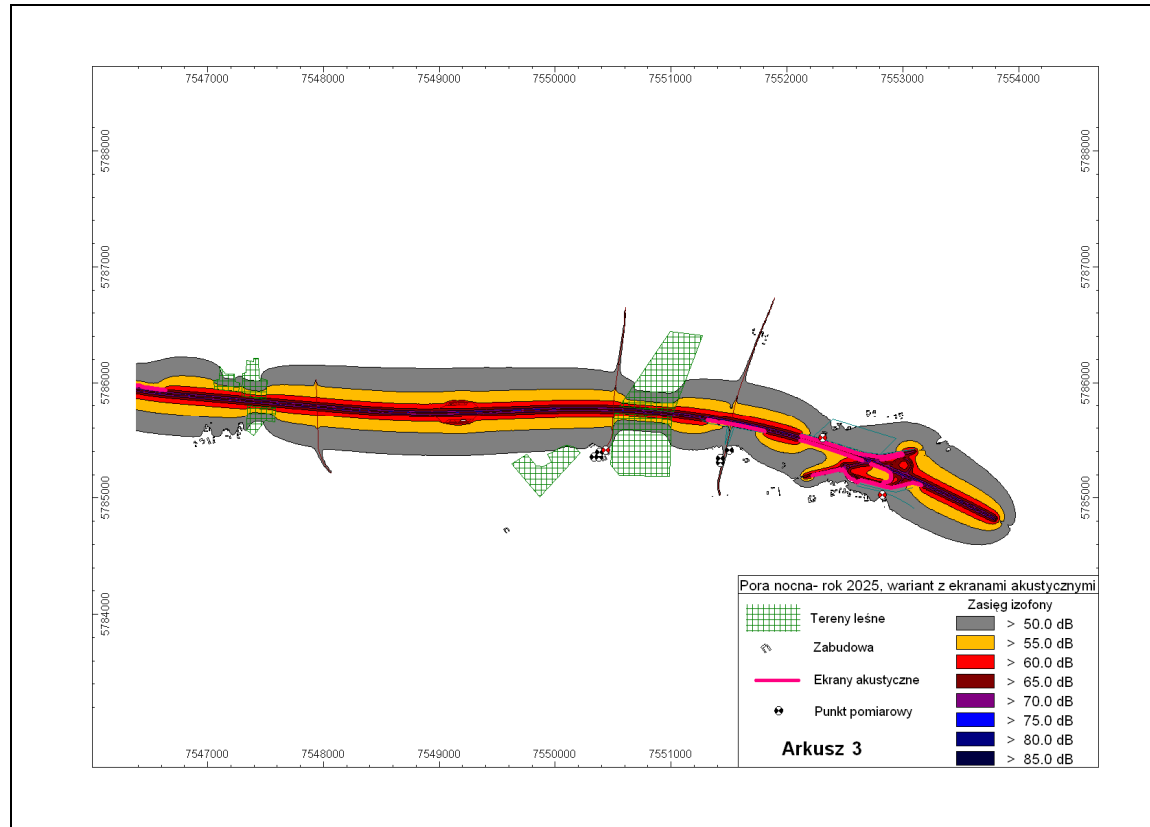 7547000 7548000 7549000 7550000 7551000 7552000 7553000 7554000
5788000 5788000
5787000 5787000
5786000 5786000
5785000 5785000
5784000 5784000
7547000 7548000 7549000 7550000 7551000
Pora nocna- rok 2025, wariant z ekranami akustycznymi
Tereny leśne
Zabudowa
Ekrany akustyczne
Punkt pomiarowy
Arkusz 3
Zasięg izofony
> 50.0 dB
> 55.0 dB
> 60.0 dB
> 65.0 dB
> 70.0 dB
> 75.0 dB
> 80.0 dB
> 85.0 dB